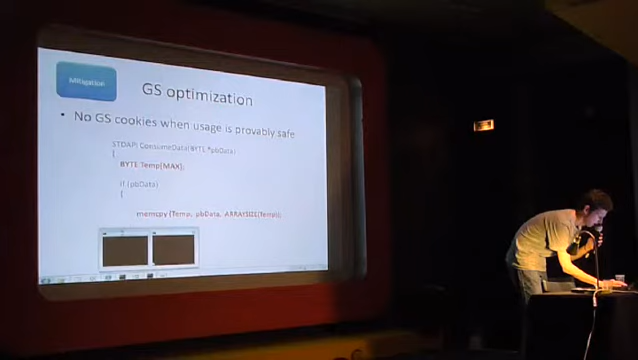 Mitigation
GS optimization
• No GS cookies when usage is provably safe
STDAPI ConsumeData(BYTE *pbData)
{
BYTE Temp[MAX];
if (pbData)
{
memcpy(Temp, pbData, ARRAYSIZE(Temp));